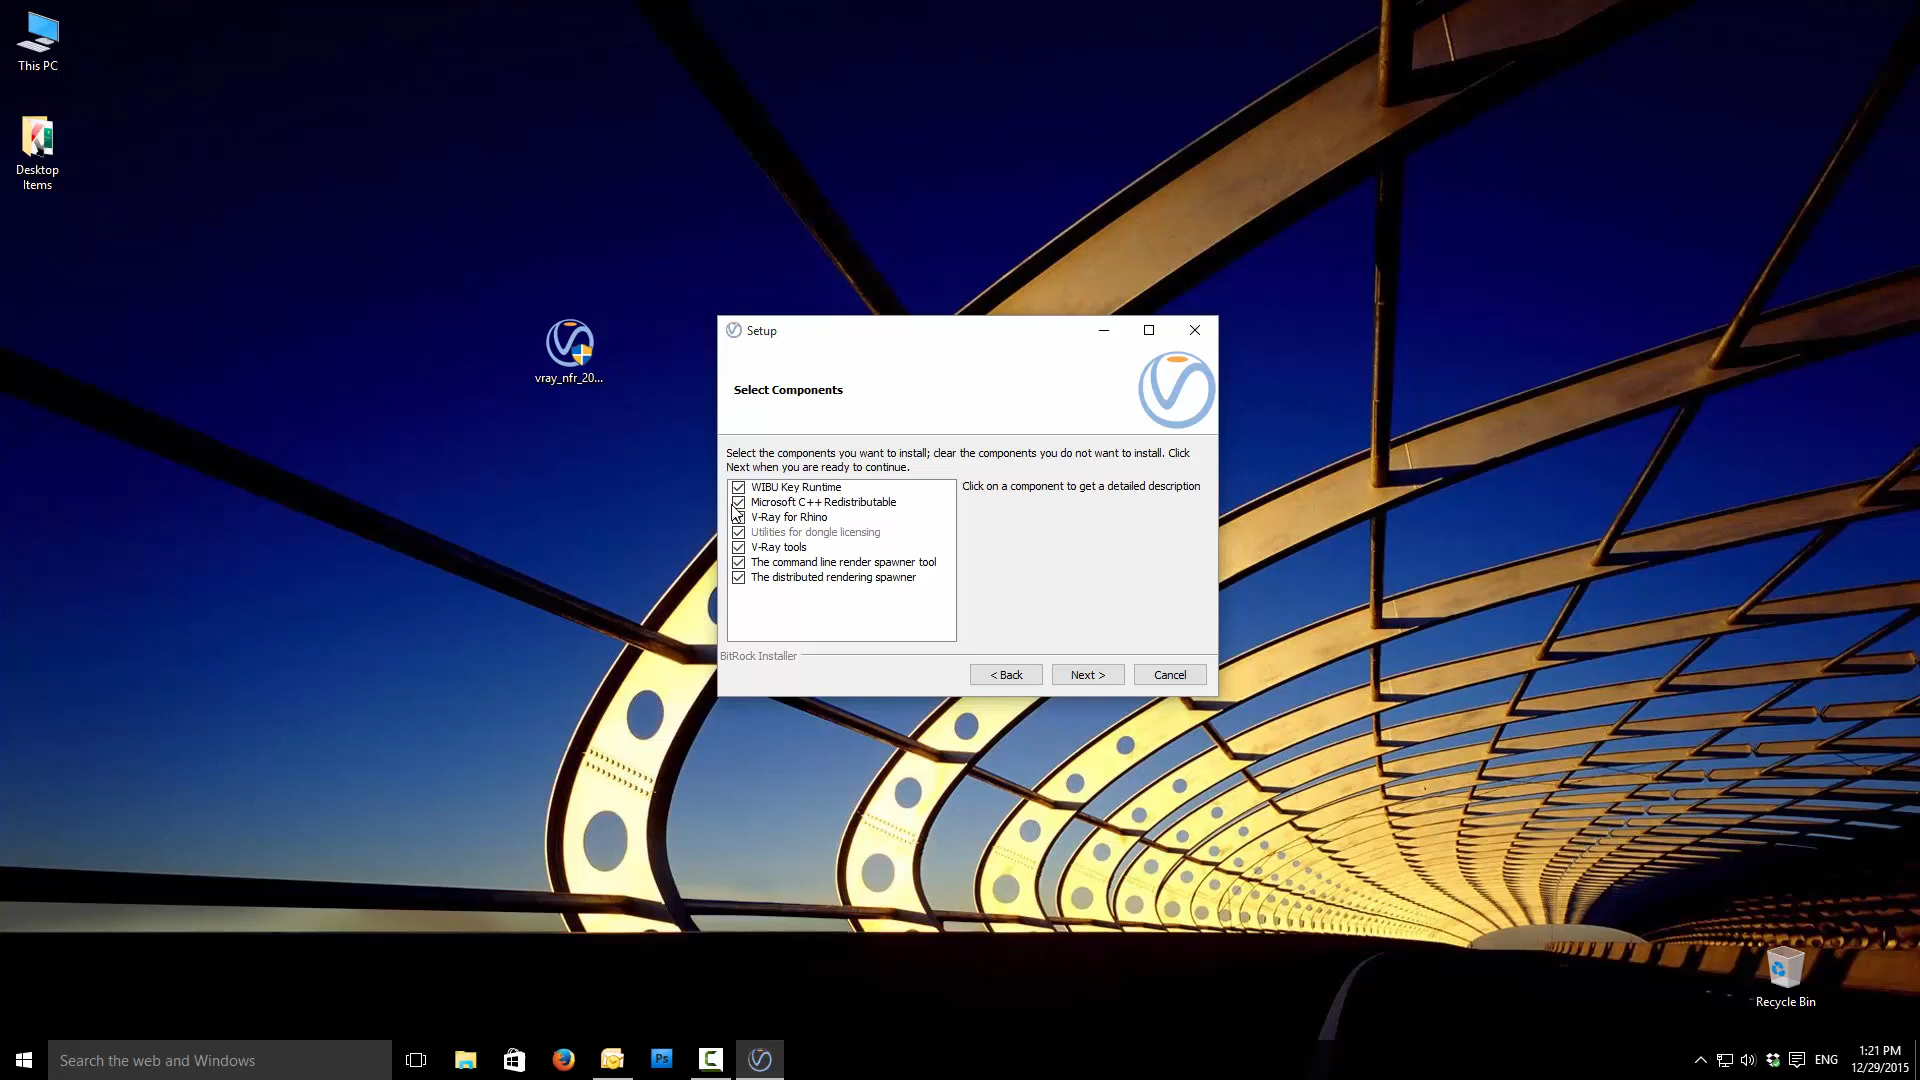 This PC
Desktop
Items
vray_nfr_20...
Setup
Select Components
Select the components you want to install; clear the components you do not want to install. Click
Next when you are ready to continue.
WIBU Key Runtime
Microsoft C++ Redistributable
V-Ray for Rhino
Utilities for dongle licensing
V-Ray tools
The command line render spawner tool
The distributed rendering spawner
Click on a component to get a detailed description
BitRock Installer
< Back
Next >
Cancel
Recycle Bin
Search the web and Windows
Ps
ENG
1:21 PM
12/29/2015